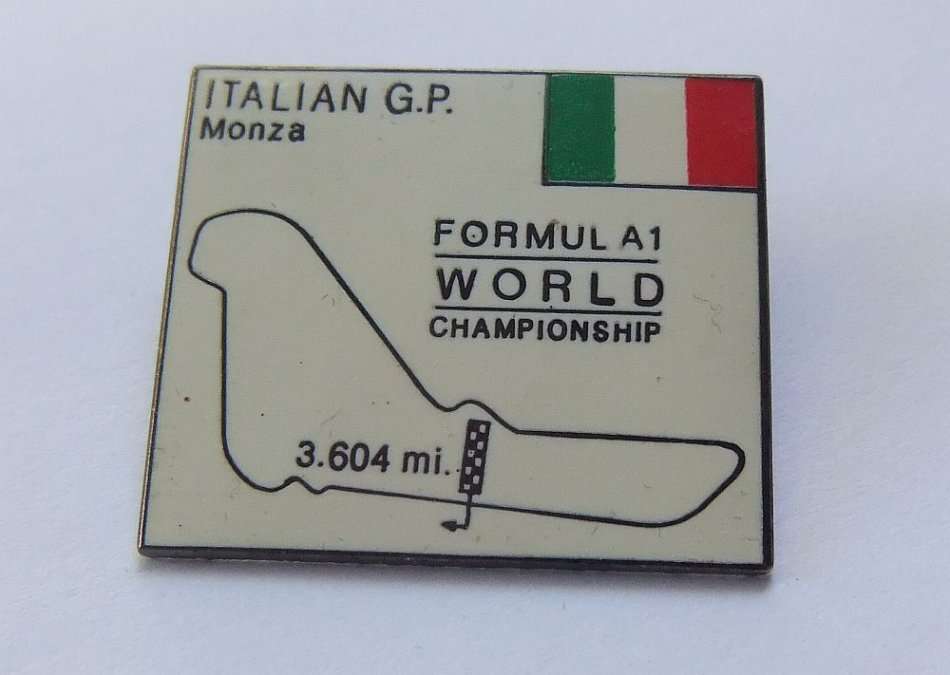 ITALIAN G.P.
Monza
FORMUL A1
WORLD
CHAMPIONSHIP
3.604 mi.